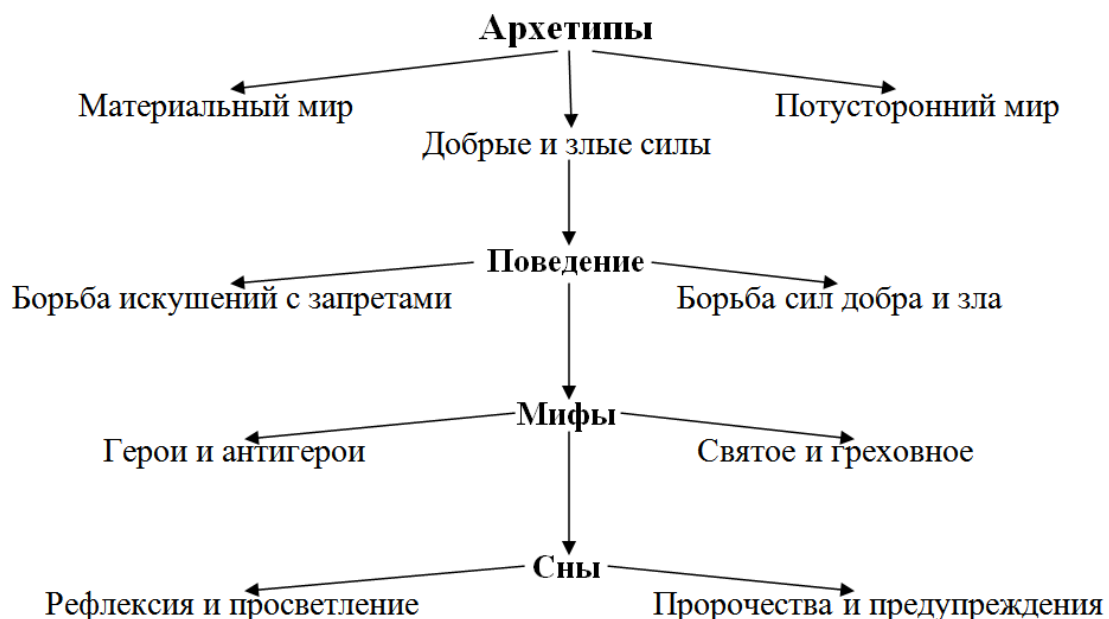 Архетипы
Материальный мир
Потусторонний мир
Добрые и злые силы
Поведение
Борьба искушений с запретами
Борьба сил добра и зла
Мифы
Герои и антигерои
Святое и греховное
Сны
Рефлексия и просветление
Пророчества и предупреждения